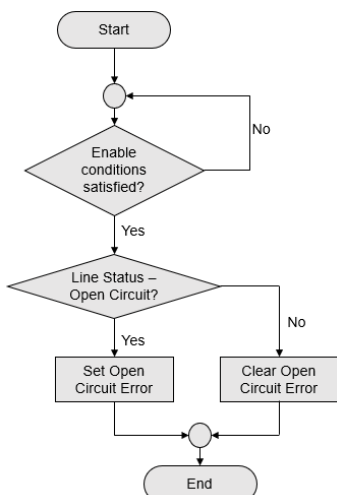 Start
No
Enable
conditions
satisfied?
Yes
Line Status –
Open Circuit?
No
Yes
Set Open
Circuit Error
Clear Open
Circuit Error
End